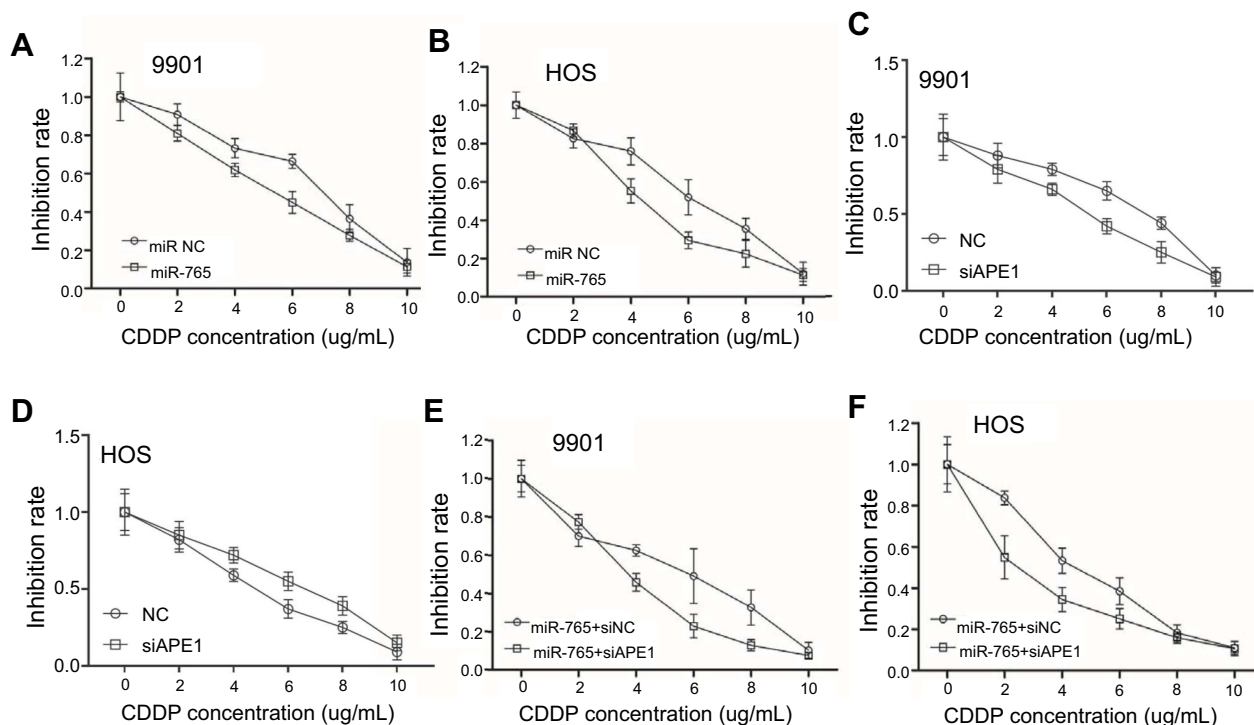 A
9901
Inhibition rate
1.2
1.0
0.8
0.6
0.4
0.2
0.0
miR NC
miR-765
0 2 4 6 8 10
CDDP concentration (ug/mL)
B
HOS
Inhibition rate
1.2
1.0
0.8
0.6
0.4
0.2
0.0
miR NC
miR-765
0 2 4 6 8 10
CDDP concentration (ug/mL)
C
9901
Inhibition rate
1.5
1.0
0.5
0.0
NC
siAPE1
0 2 4 6 8 10
CDDP concentration (ug/mL)
D
HOS
Inhibition rate
1.5
1.0
0.5
0.0
NC
siAPE1
0 2 4 6 8 10
CDDP concentration (ug/mL)
E
9901
Inhibition rate
1.2
1.0
0.8
0.6
0.4
0.2
0.0
miR-765+siNC
miR-765+siAPE1
0 2 4 6 8 10
CDDP concentration (ug/mL)
F
HOS
Inhibition rate
1.2
1.0
0.8
0.6
0.4
0.2
0.0
miR-765+siNC
miR-765+siAPE1
0 2 4 6 8 10
CDDP concentration (ug/mL)